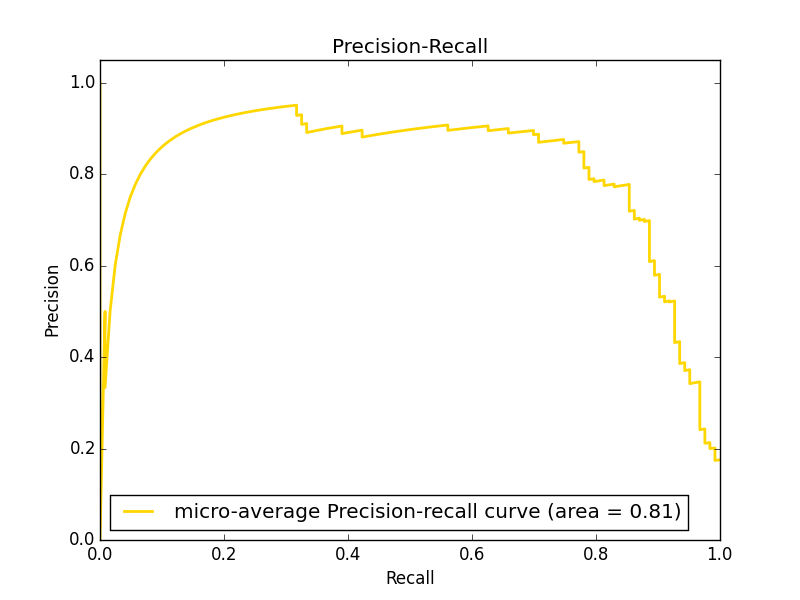 Precision-Recall
1.0
0.8
0.6
0.4
0.2
0.0
Precision
0.0 0.2 0.4 0.6 0.8 1.0
Recall
micro-average Precision-recall curve (area = 0.81)